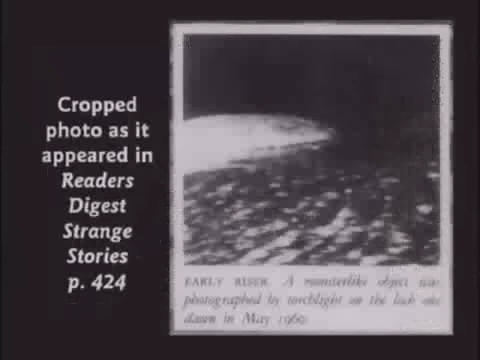 Cropped
photo as it
appeared in
Readers
Digest
Strange
Stories
p. 424
EARLY RISER A monsterlike object was
photographed by torchlight on the loch one
dawn in May 1960